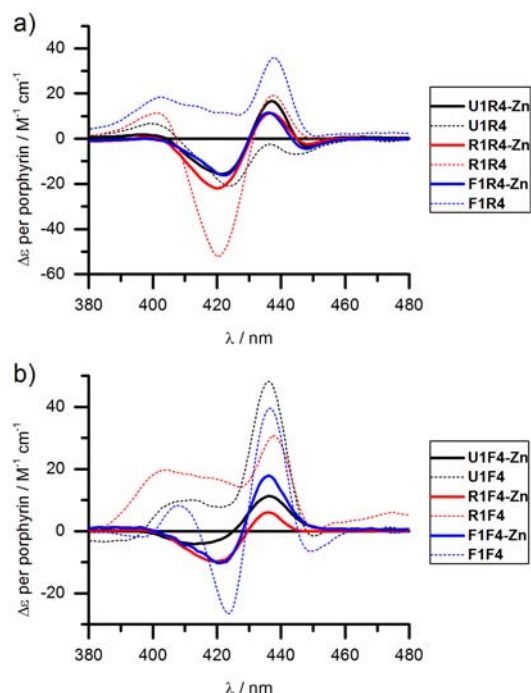 a)
Δε per porphyrin / M⁻¹ cm⁻¹
40
20
0
-20
-40
-60
380 400 420 440 460 480
λ / nm
U1R4-Zn
U1R4
R1R4-Zn
R1R4
F1R4-Zn
F1R4
b)
Δε per porphyrin / M⁻¹ cm⁻¹
40
20
0
-20
380 400 420 440 460 480
λ / nm
U1F4-Zn
U1F4
R1F4-Zn
R1F4
F1F4-Zn
F1F4